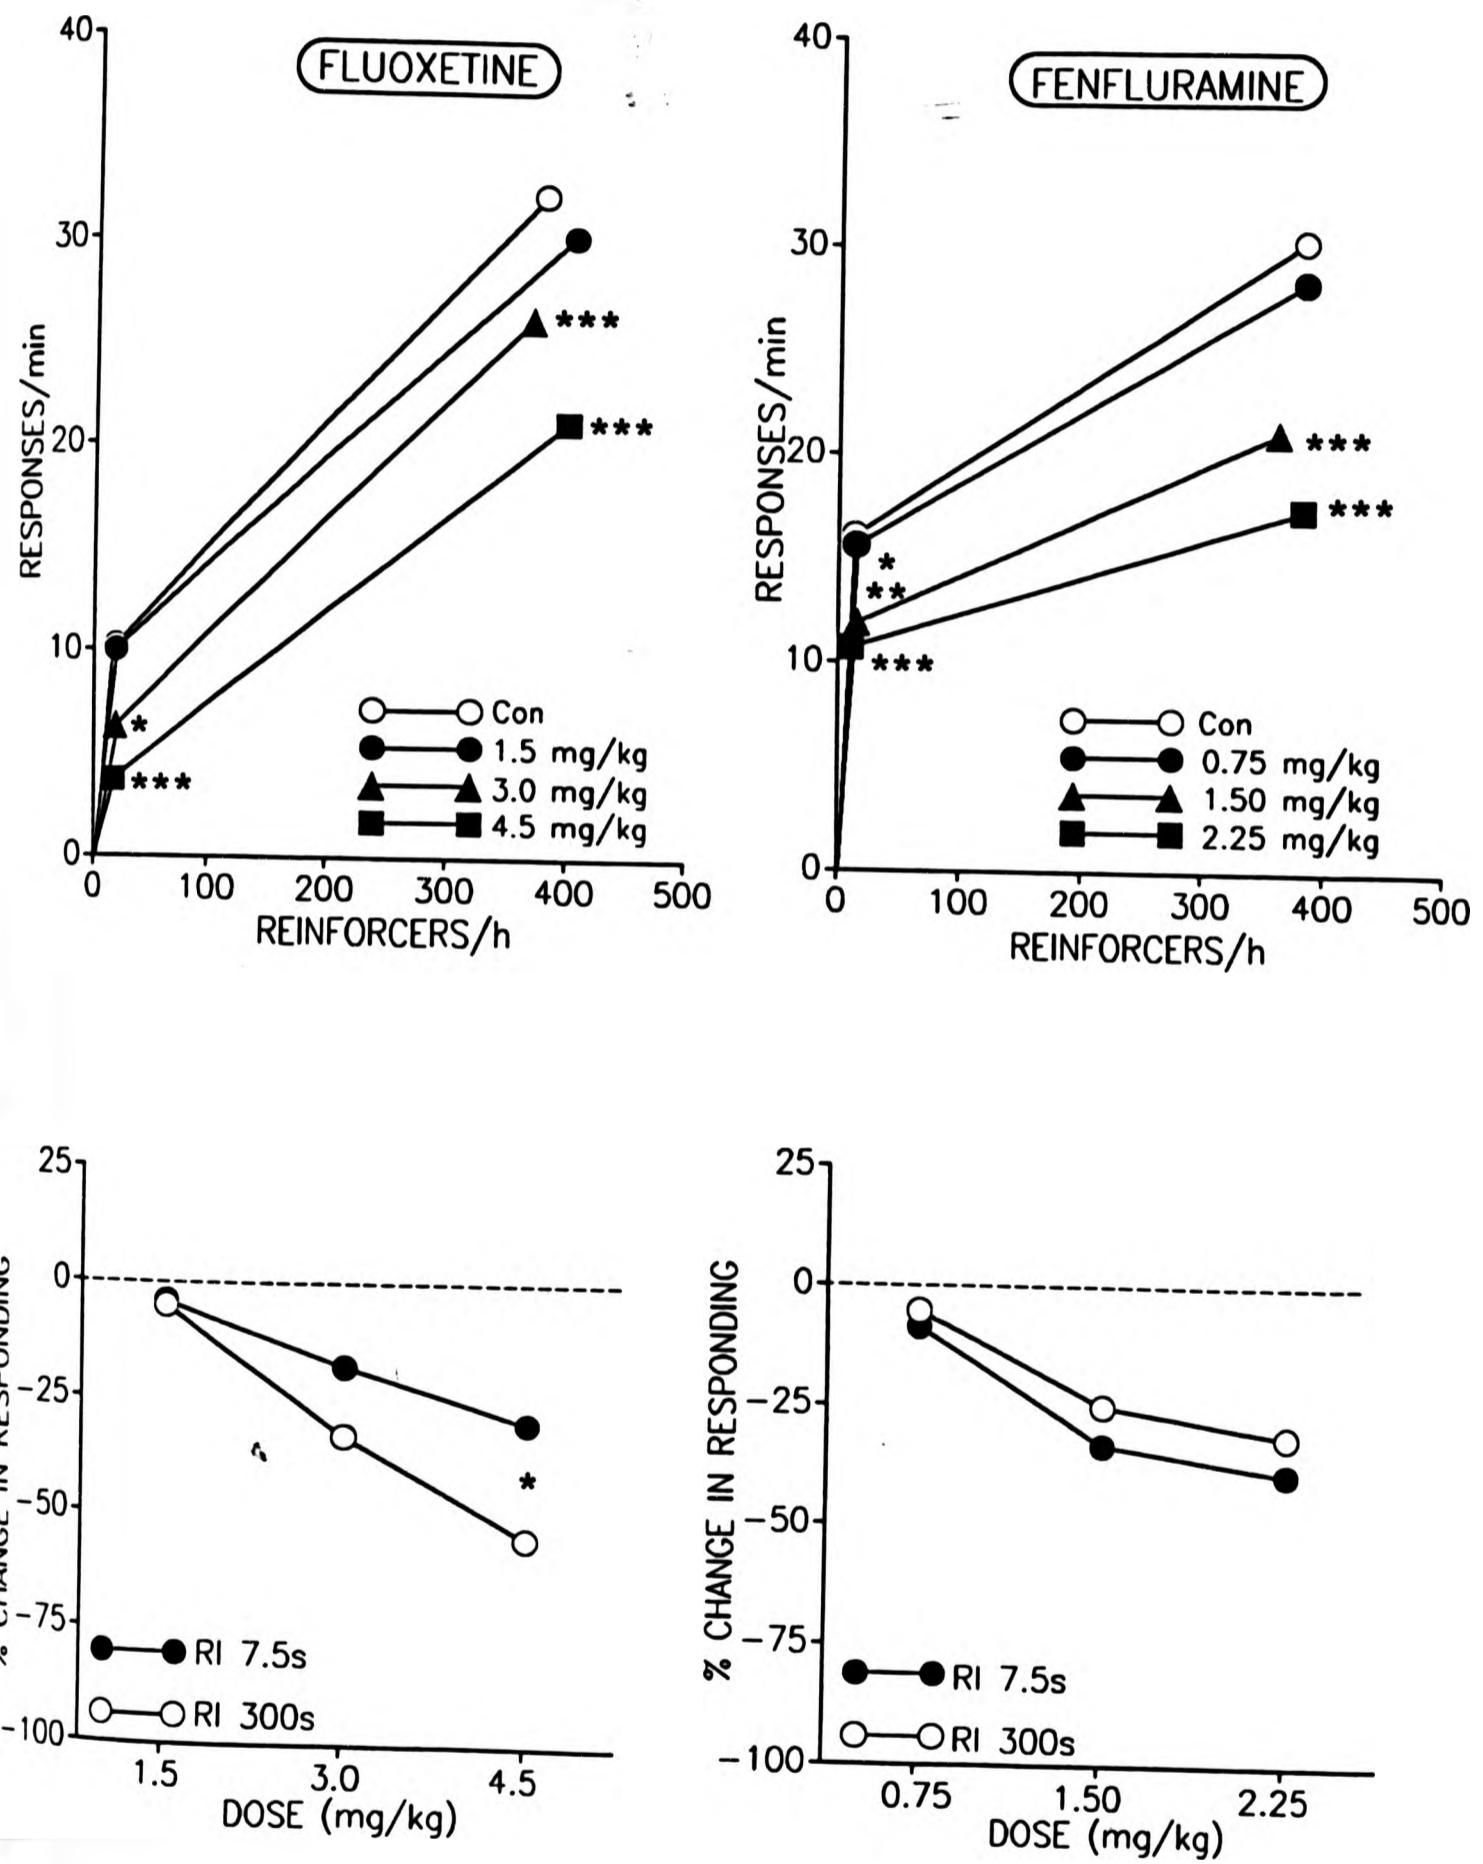 FLUOXETINE
40
30
20
10
0
RESPONSES/min
***
***
*
***
Con
1.5 mg/kg
3.0 mg/kg
4.5 mg/kg
0 100 200 300 400 500
REINFORCERS/h
FENFLURAMINE
40
30
20
10
0
RESPONSES/min
***
***
*
**
***
Con
0.75 mg/kg
1.50 mg/kg
2.25 mg/kg
0 100 200 300 400 500
REINFORCERS/h
25
0
-25
-50
-75
-100
% CHANGE IN RESPONDING
*
RI 7.5s
RI 300s
1.5 3.0 4.5
DOSE (mg/kg)
25
0
-25
-50
-75
-100
% CHANGE IN RESPONDING
RI 7.5s
RI 300s
0.75 1.50 2.25
DOSE (mg/kg)